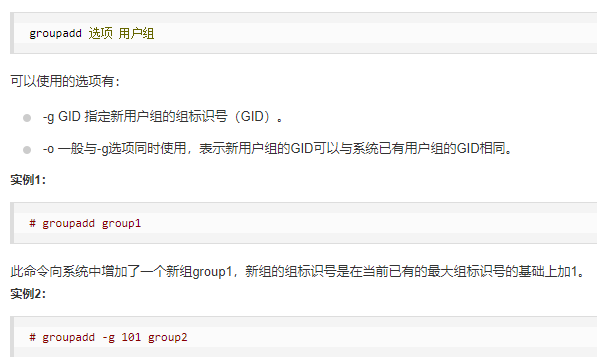 groupadd 选项 用户组
可以使用的选项有：
-g GID 指定新用户组的组标识号（GID）。
-o 一般与-g选项同时使用，表示新用户组的GID可以与系统已有用户组的GID相同。
实例1：
# groupadd group1
此命令向系统中增加了一个新组group1，新组的组标识号是在当前已有的最大组标识号的基础上加1。
实例2：
# groupadd -g 101 group2